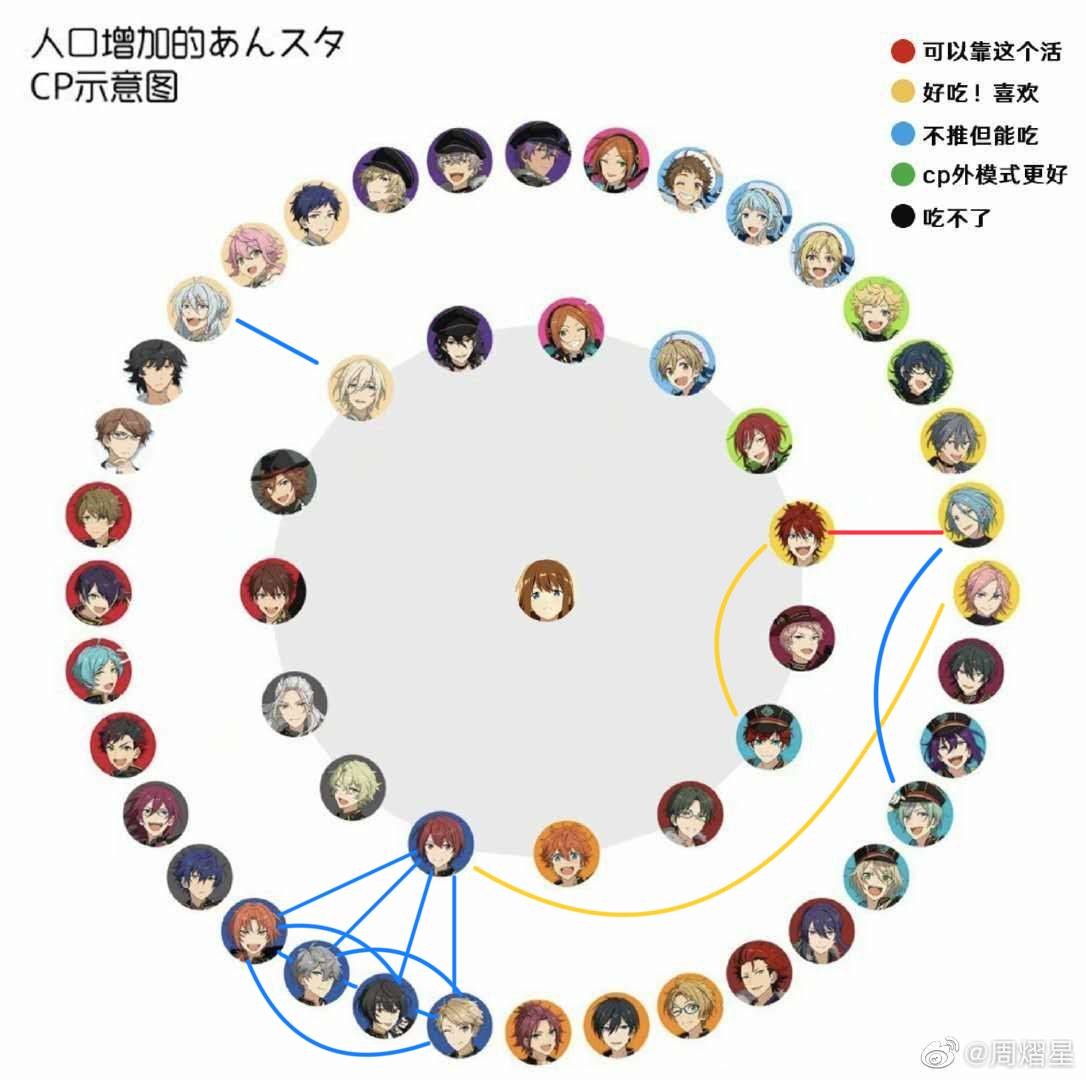 人口增加的あんスタ
CP示意图
可以靠这个活
好吃！喜欢
不推但能吃
cp外模式更好
吃不了
@周熠星